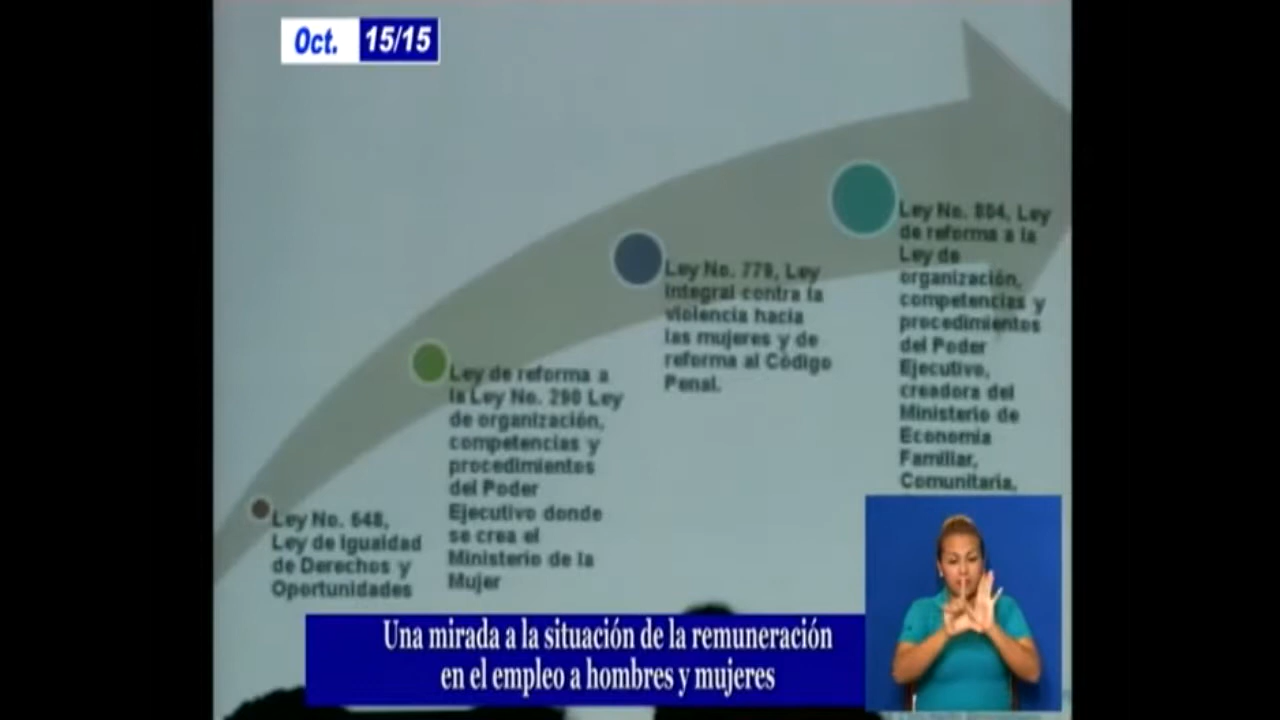 Oct. 15/15
Ley No. 648,
Ley de Igualdad
de Derechos y
Oportunidades
Ley de reforma a
la Ley No. 290 Ley
de organización,
competencias y
procedimientos
del Poder
Ejecutivo donde
se crea el
Ministerio de la
Mujer
Ley No. 779, Ley
integral contra la
violencia hacia
las mujeres y de
reforma al Código
Penal.
Ley No. 804, Ley
de reforma a la
Ley de
organización,
competencias y
procedimientos
del Poder
Ejecutivo,
creadora del
Ministerio de
Economía
Familiar,
Comunitaria,
Una mirada a la situación de la remuneración
en el empleo a hombres y mujeres